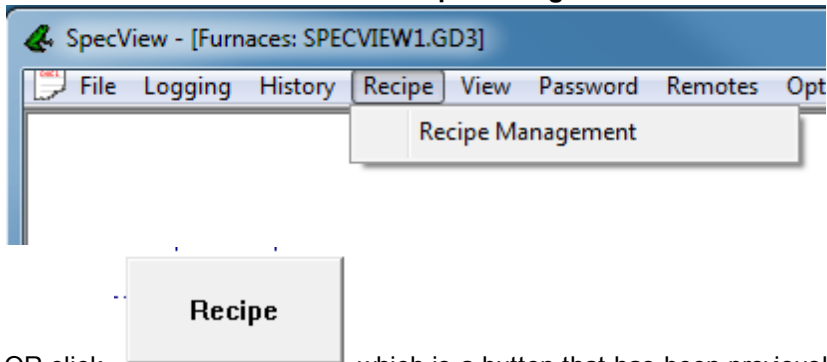 SpecView - [Furnaces: SPECVIEW1.GD3]
File Logging History Recipe View Password Remotes Opt
Recipe Management
Recipe
OR click which is a button that has been